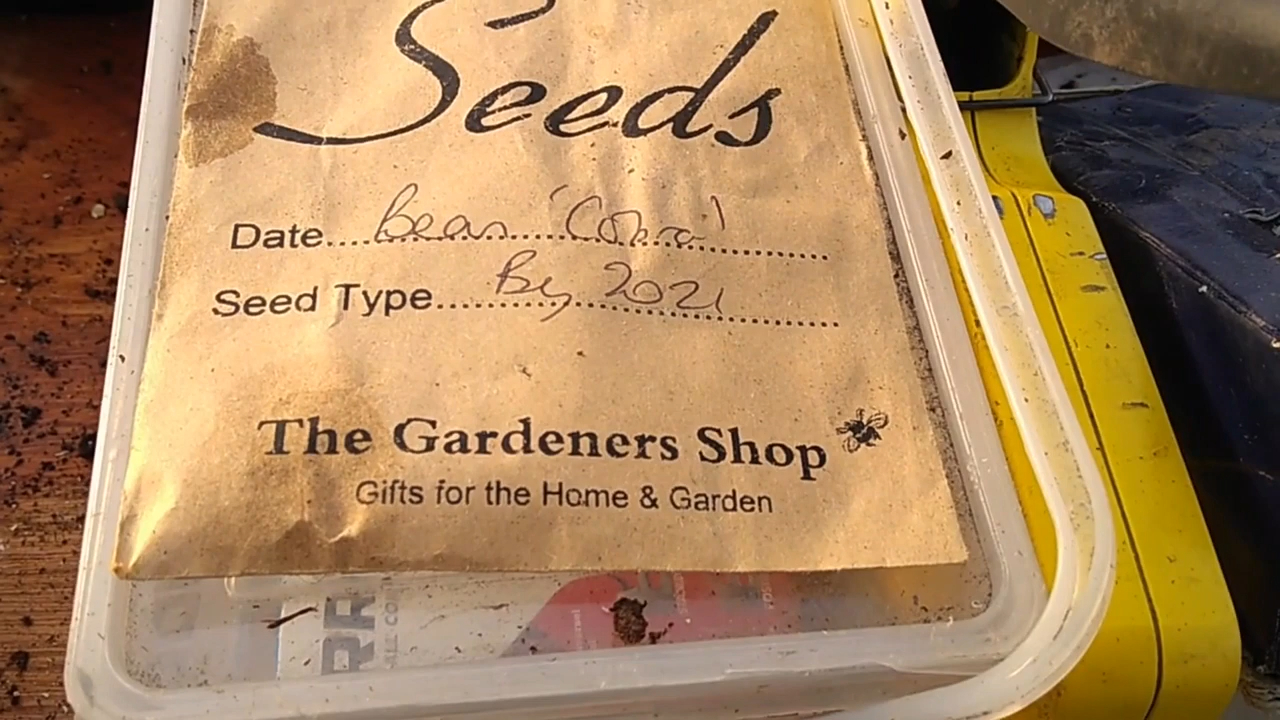 Seeds
Date....Bean 'Cobra'
Seed Type....By 2021
The Gardeners Shop
Gifts for the Home & Garden